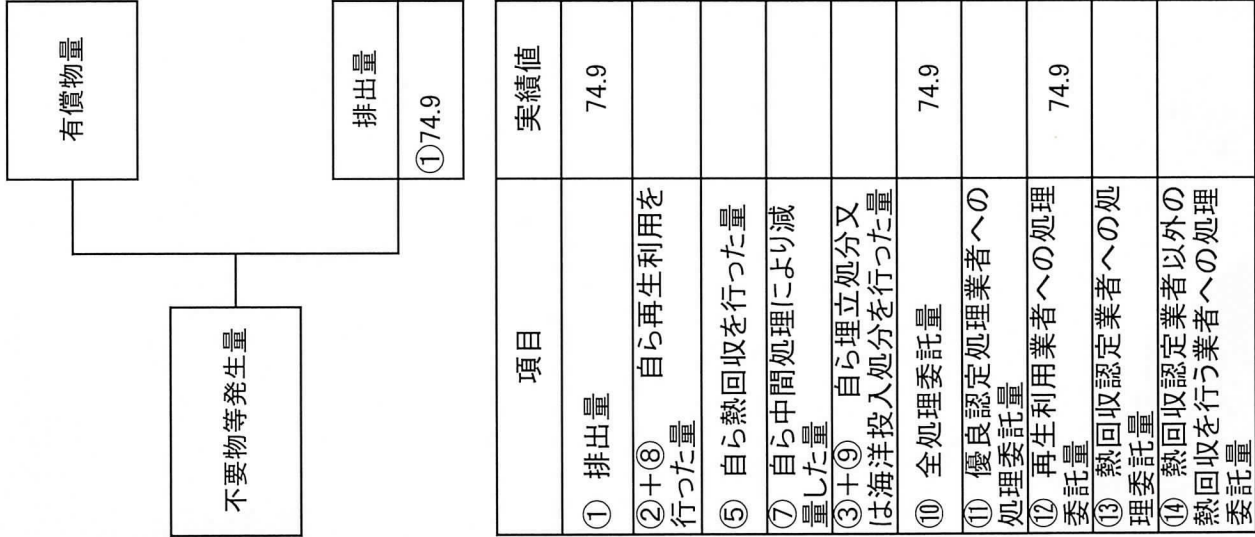 有償物量
不要物等発生量
排出量
①74.9
項目
実績値
① 排出量
74.9
②+⑧ 自ら再生利用を
行った量
⑤ 自ら熱回収を行った量
⑦ 自ら中間処理により減
量した量
③+⑨ 自ら埋立処分又
は海洋投入処分を行った量
⑩ 全処理委託量
74.9
⑪ 優良認定処理業者への
処理委託量
⑫ 再生利用業者への処理
委託量
74.9
⑬ 熱回収認定業者への処
理委託量
⑭ 熱回収認定業者以外の
熱回収を行う業者への処理
委託量